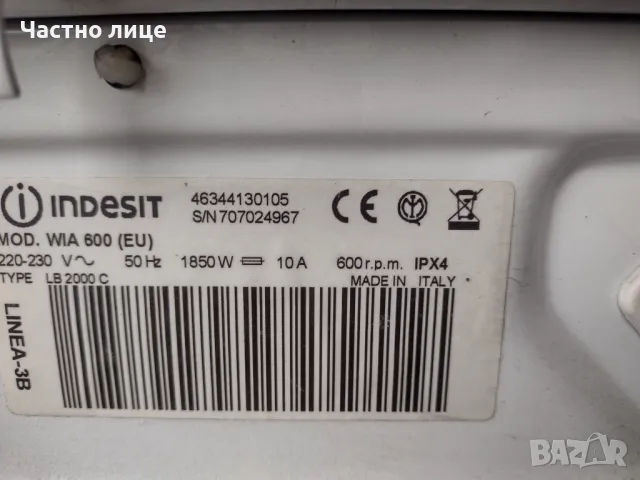 Частно лице
INDESIT
46344130105
S/N 707024967
MOD. WIA 600 (EU)
220-230 V 50 Hz 1850 W 10 A 600 r.p.m. IPX4
TYPE LB 2000 C MADE IN ITALY
LINEA-3B
BAZAR